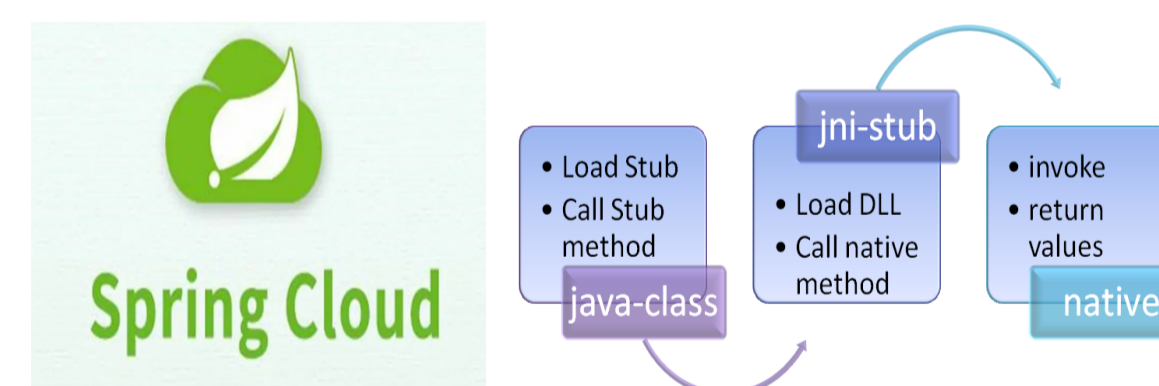 Spring Cloud
• Load Stub
• Call Stub
method
java-class
jni-stub
• Load DLL
• Call native
method
• invoke
• return
values
native